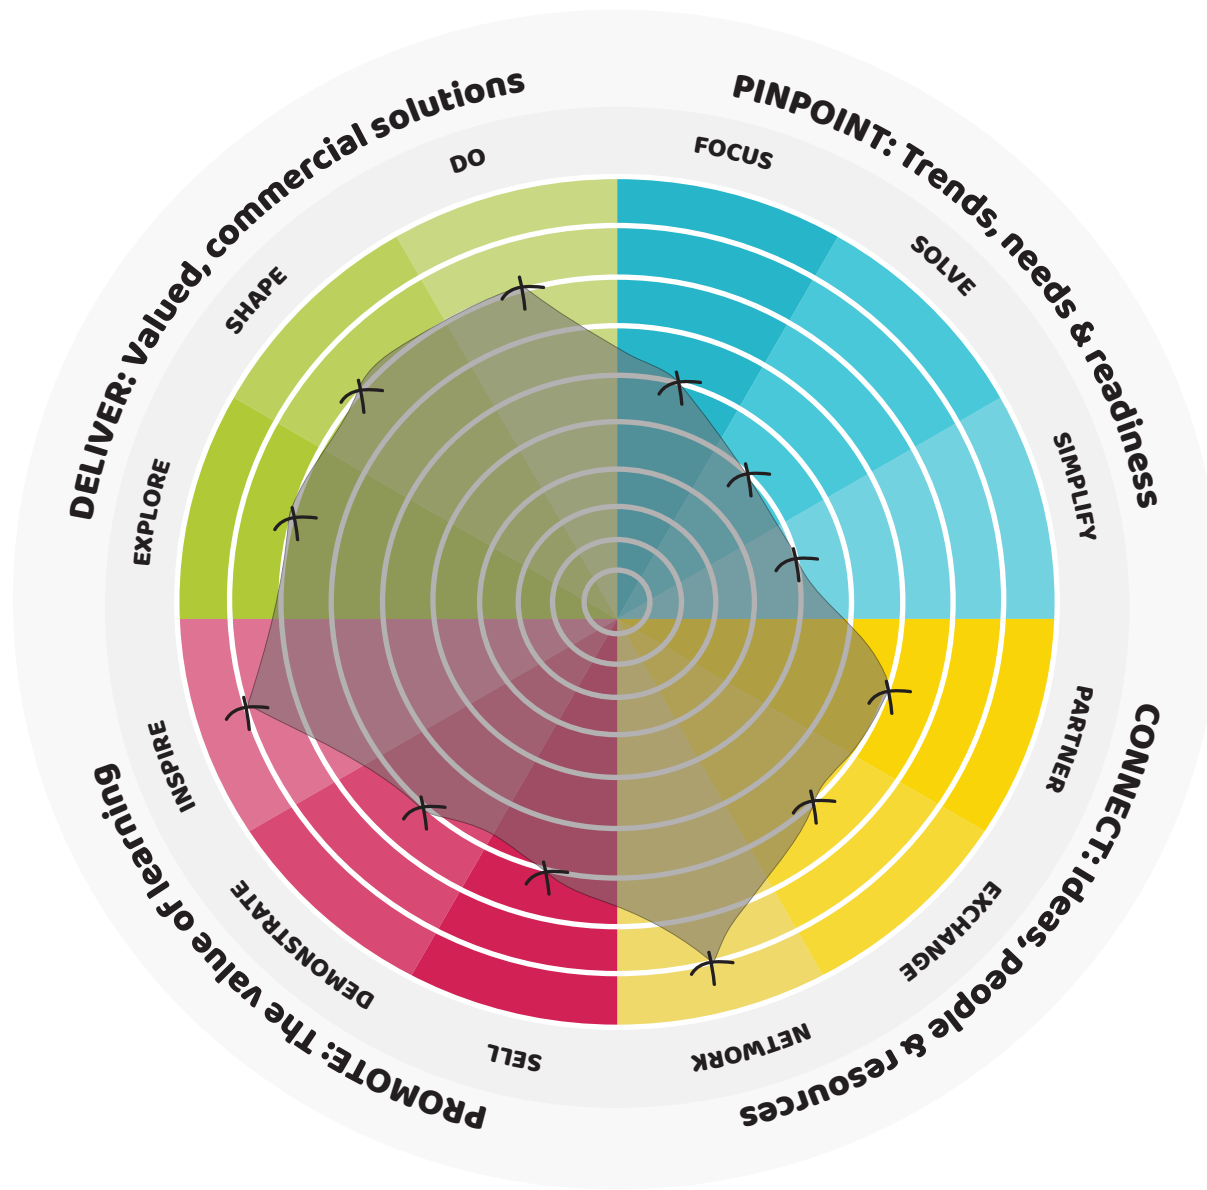 PINPOINT: Trends, needs & readiness
FOCUS
SOLVE
SIMPLIFY
CONNECT: Ideas, people & resources
PARTNER
EXCHANGE
NETWORK
PROMOTE: The value of learning
SELL
DEMONSTRATE
INSPIRE
DELIVER: Valued, commercial solutions
EXPLORE
SHAPE
DO